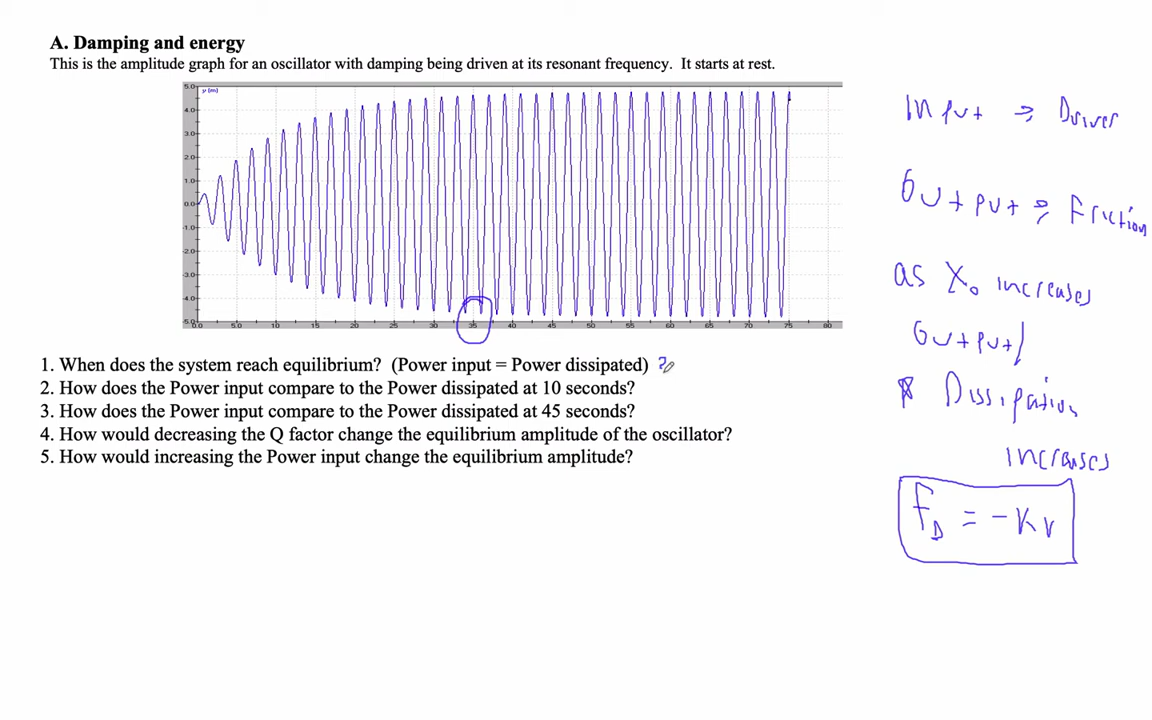 A. Damping and energy
This is the amplitude graph for an oscillator with damping being driven at its resonant frequency. It starts at rest.
y [m]
5.0
4.0
3.0
2.0
1.0
0.0
-1.0
-2.0
-3.0
-4.0
-5.0
0.0 5.0 10 15 20 25 30 35 40 45 50 55 60 65 70 75 80
1. When does the system reach equilibrium? (Power input = Power dissipated)
2. How does the Power input compare to the Power dissipated at 10 seconds?
3. How does the Power input compare to the Power dissipated at 45 seconds?
4. How would decreasing the Q factor change the equilibrium amplitude of the oscillator?
5. How would increasing the Power input change the equilibrium amplitude?
Input ⇒ Driver
Output ⇒ Friction
as X₀ increases
Output/
Dissipation
increases
F_D = -Kv